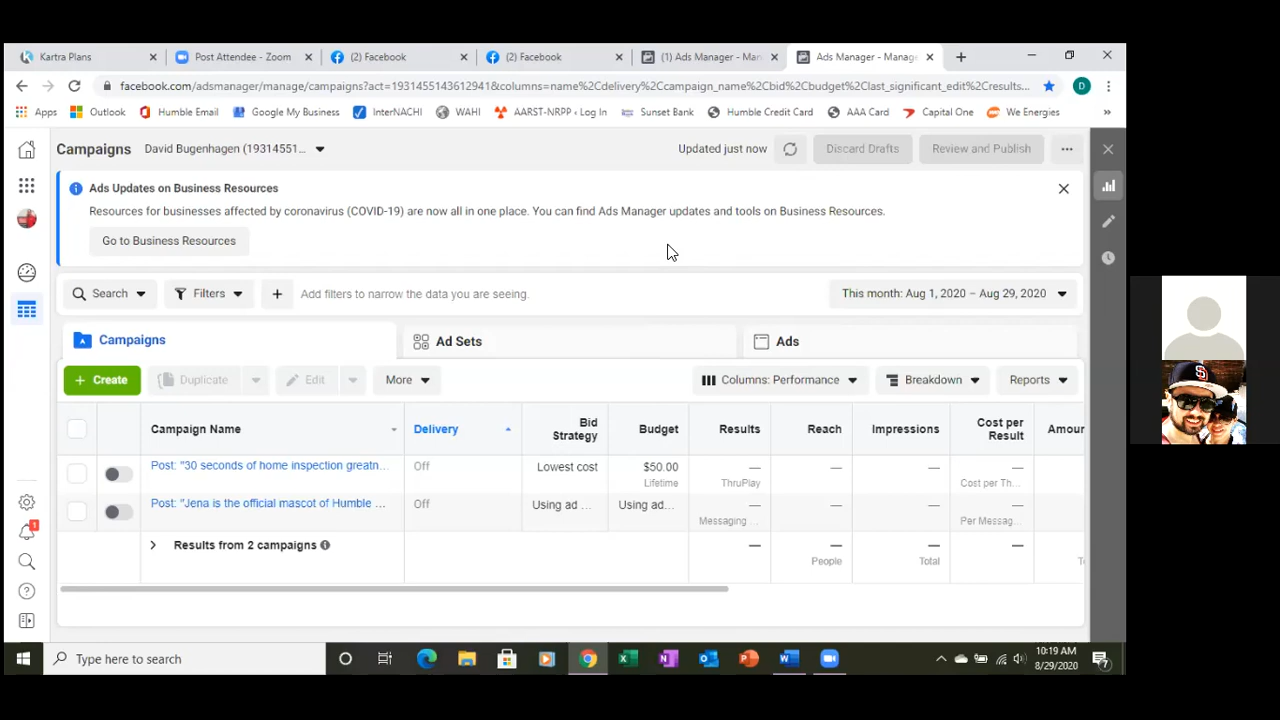 Kartra Plans
Post Attendee - Zoom
(2) Facebook
(2) Facebook
(1) Ads Manager - Man
Ads Manager - Manage
facebook.com/adsmanager/manage/campaigns?act=1931455143612941&columns=name%2Cdelivery%2Ccampaign_name%2Cbid%2Cbudget%2Clast_significant_edit%2Cresults...
D
Apps
Outlook
Humble Email
Google My Business
InterNACHI
WAHI
AARST-NRPP ‹ Log In
Sunset Bank
Humble Credit Card
AAA Card
Capital One
We Energies
»
Campaigns
David Bugenhagen (19314551...
Updated just now
Discard Drafts
Review and Publish
Ads Updates on Business Resources
Resources for businesses affected by coronavirus (COVID-19) are now all in one place. You can find Ads Manager updates and tools on Business Resources.
Go to Business Resources
Search
Filters
Add filters to narrow the data you are seeing.
This month: Aug 1, 2020 – Aug 29, 2020
Campaigns
Ad Sets
Ads
+ Create
Duplicate
Edit
More
Columns: Performance
Breakdown
Reports
Campaign Name
Delivery
Bid
Strategy
Budget
Results
Reach
Impressions
Cost per
Result
Amour
Post: "30 seconds of home inspection greatn...
Off
Lowest cost
$50.00
Lifetime
—
ThruPlay
—
—
—
Cost per Th...
Post: "Jena is the official mascot of Humble ...
Off
Using ad ...
Using ad...
—
Messaging ...
—
—
—
Per Messag...
Results from 2 campaigns
—
—
People
—
Total
—
1
Type here to search
10:19 AM
8/29/2020
7